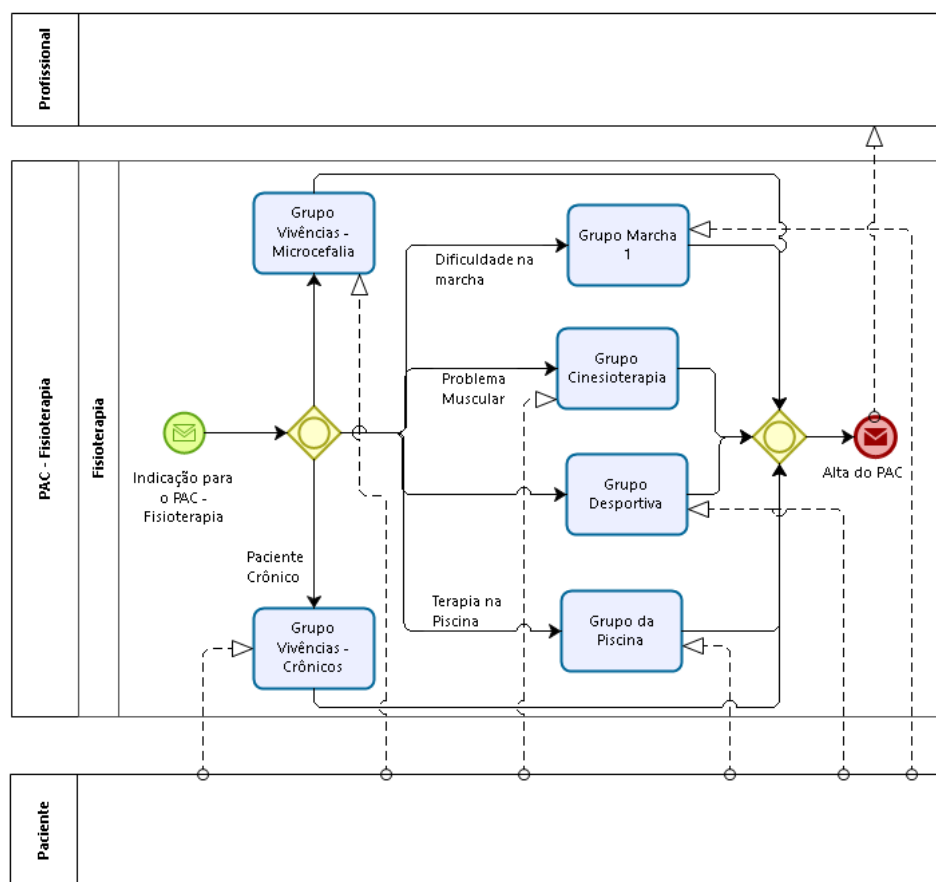 Profissional
PAC - Fisioterapia
Fisioterapia
Grupo
Vivências -
Microcefalia
Grupo Marcha
1
Dificuldade na
marcha
Grupo
Cinesioterapia
Problema
Muscular
Indicação para
o PAC -
Fisioterapia
Alta do PAC
Grupo
Desportiva
Paciente
Crônico
Grupo
Vivências -
Crônicos
Terapia na
Piscina
Grupo da
Piscina
Paciente